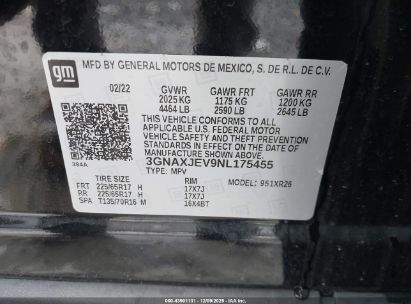 gm
MFD BY GENERAL MOTORS DE MEXICO, S. DE R.L. DE C.V.
02/22 GVWR GAWR FRT GAWR RR
2025 KG 1175 KG 1200 KG
4464 LB 2590 LB 2645 LB
THIS VEHICLE CONFORMS TO ALL
APPLICABLE U.S. FEDERAL MOTOR
VEHICLE SAFETY AND THEFT PREVENTION
STANDARDS IN EFFECT ON THE DATE OF
MANUFACTURE SHOWN ABOVE.
3GNAXJEV9NL175455
TYPE: MPV
384A
TIRE SIZE RIM MODEL: 951XR26
FRT 225/65R17 H 17X7J
RR 225/65R17 H 17X7J
SPA T135/70R16 M 16X4BT